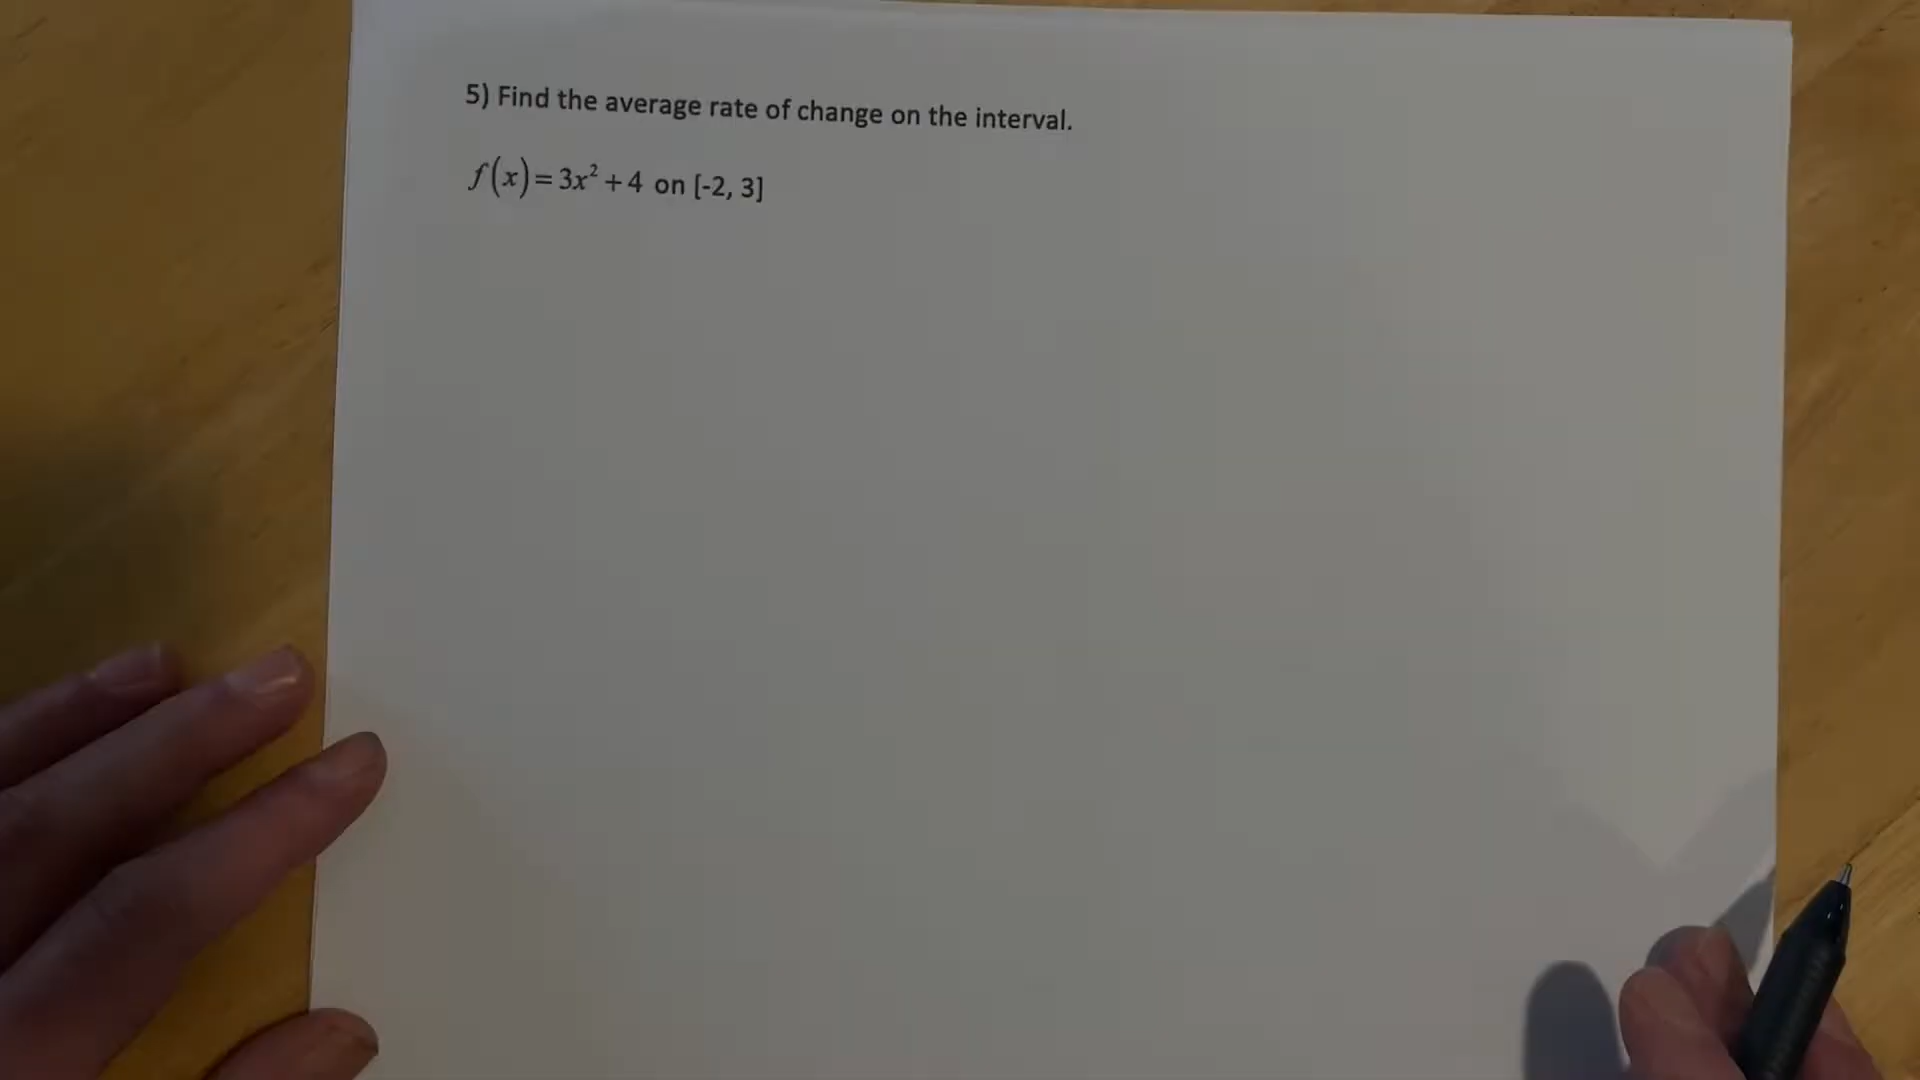 5) Find the average rate of change on the interval.
f(x) = 3x² + 4 on [-2, 3]